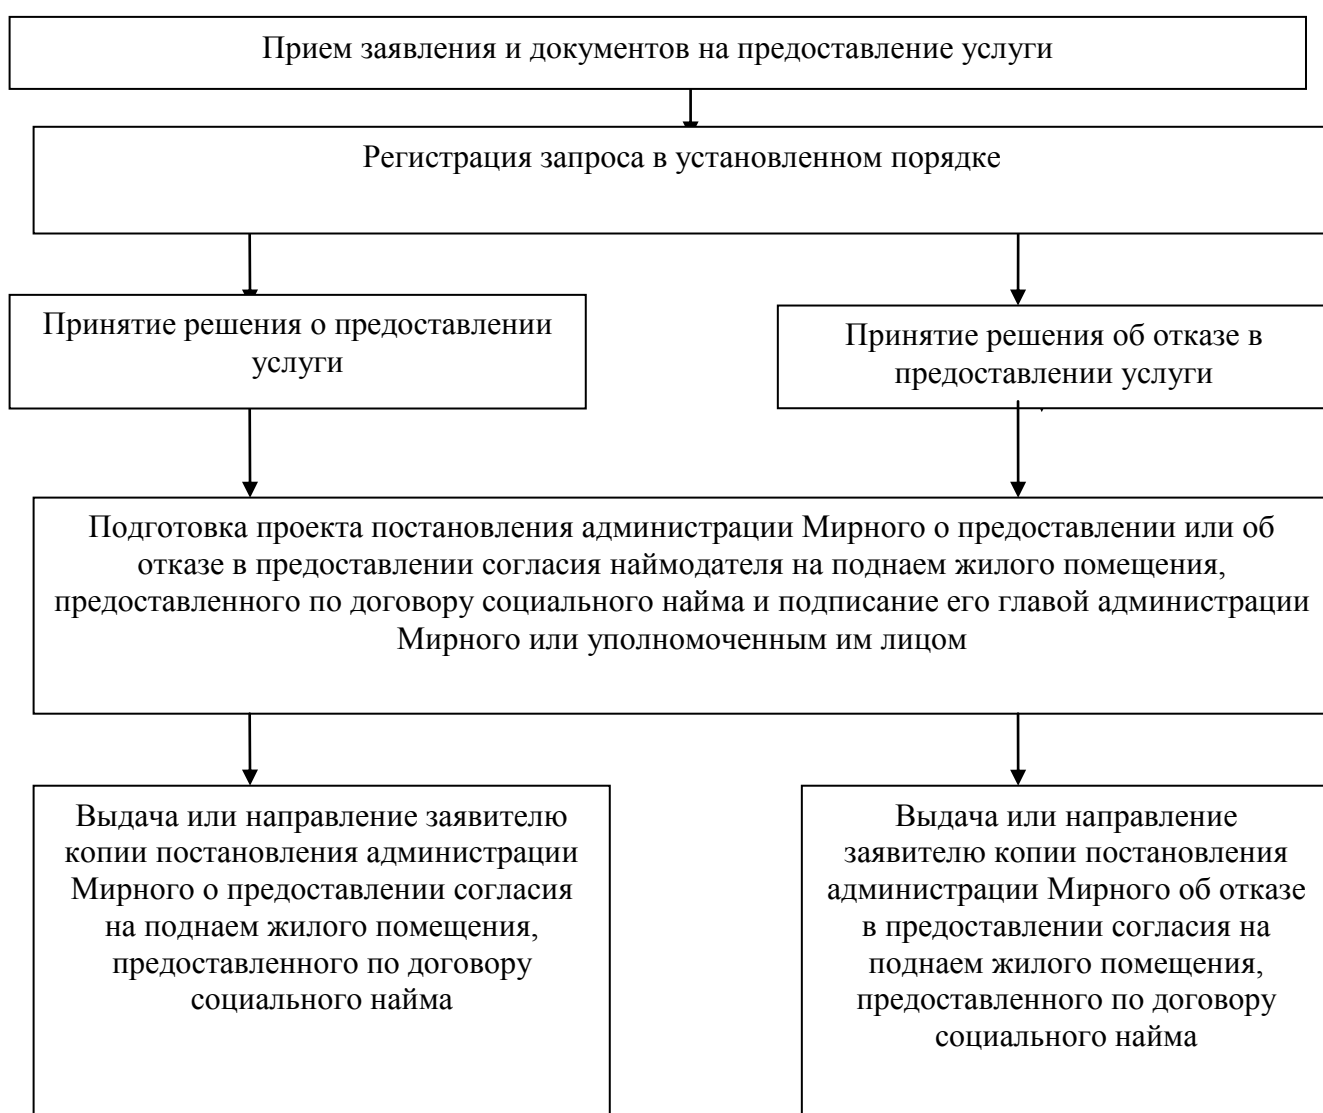 Прием заявления и документов на предоставление услуги
Регистрация запроса в установленном порядке
Принятие решения о предоставлении
услуги
Принятие решения об отказе в
предоставлении услуги
Подготовка проекта постановления администрации Мирного о предоставлении или об
отказе в предоставлении согласия наймодателя на поднаем жилого помещения,
предоставленного по договору социального найма и подписание его главой администрации
Мирного или уполномоченным им лицом
Выдача или направление заявителю
копии постановления администрации
Мирного о предоставлении согласия
на поднаем жилого помещения,
предоставленного по договору
социального найма
Выдача или направление
заявителю копии постановления
администрации Мирного об отказе
в предоставлении согласия на
поднаем жилого помещения,
предоставленного по договору
социального найма